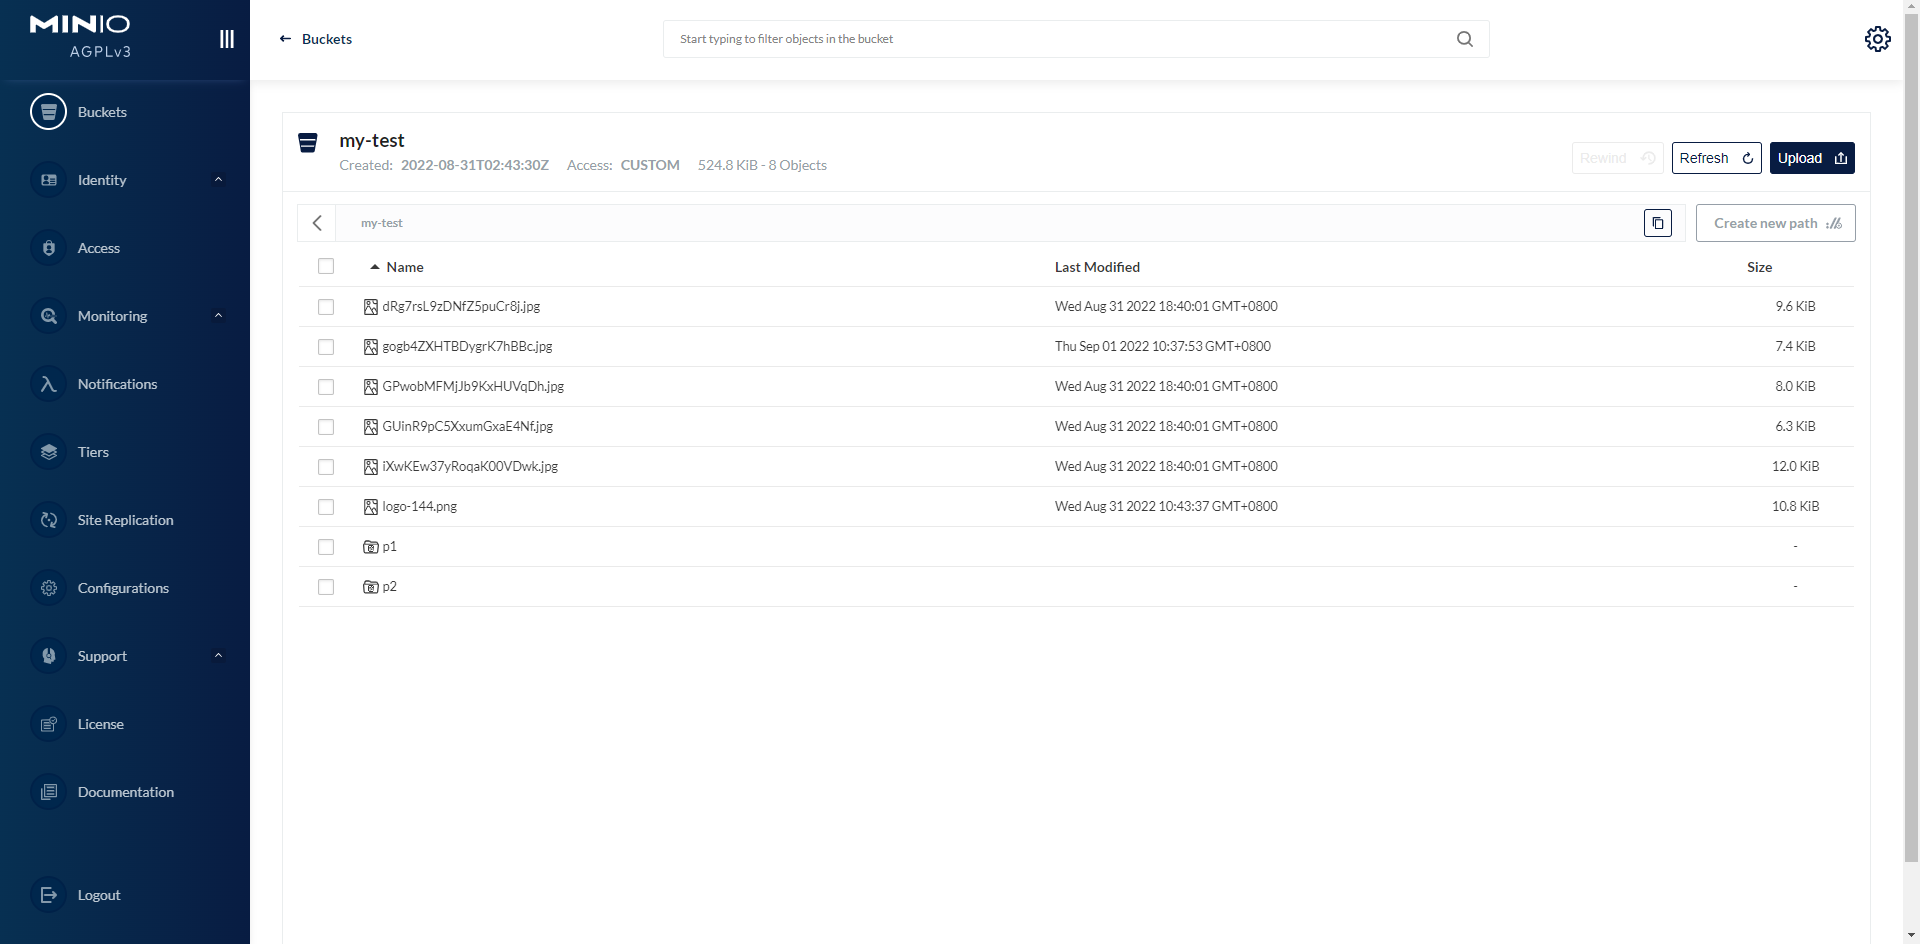 MINIO
AGPLv3
Buckets
Identity
Access
Monitoring
Notifications
Tiers
Site Replication
Configurations
Support
License
Documentation
Logout
Buckets
Start typing to filter objects in the bucket
my-test
Created: 2022-08-31T02:43:30Z Access: CUSTOM 524.8 KiB - 8 Objects
Rewind Refresh Upload
my-test
Create new path
Name Last Modified Size
dRg7rsL9zDNfZ5puCr8j.jpg Wed Aug 31 2022 18:40:01 GMT+0800 9.6 KiB
gogb4ZXHTBDygrK7hBBc.jpg Thu Sep 01 2022 10:37:53 GMT+0800 7.4 KiB
GPwobMFMjJb9KxHUVqDh.jpg Wed Aug 31 2022 18:40:01 GMT+0800 8.0 KiB
GUinR9pC5XxumGxaE4Nf.jpg Wed Aug 31 2022 18:40:01 GMT+0800 6.3 KiB
iXwKEw37yRoqaK00VDwk.jpg Wed Aug 31 2022 18:40:01 GMT+0800 12.0 KiB
logo-144.png Wed Aug 31 2022 10:43:37 GMT+0800 10.8 KiB
p1 -
p2 -